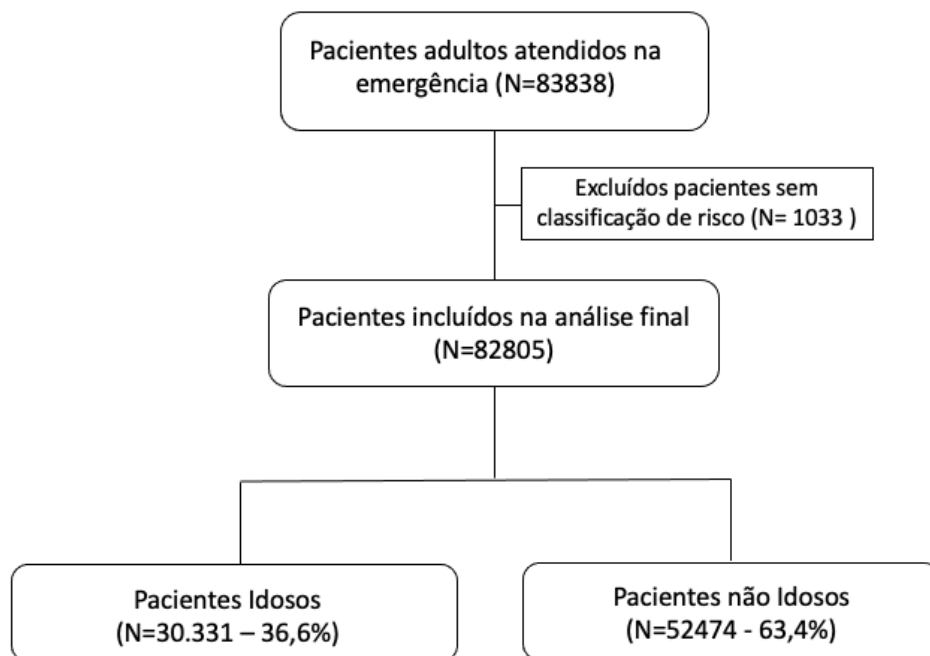 Pacientes adultos atendidos na
emergência (N=83838)
Excluídos pacientes sem
classificação de risco (N= 1033 )
Pacientes incluídos na análise final
(N=82805)
Pacientes Idosos
(N=30.331 – 36,6%)
Pacientes não Idosos
(N=52474 - 63,4%)